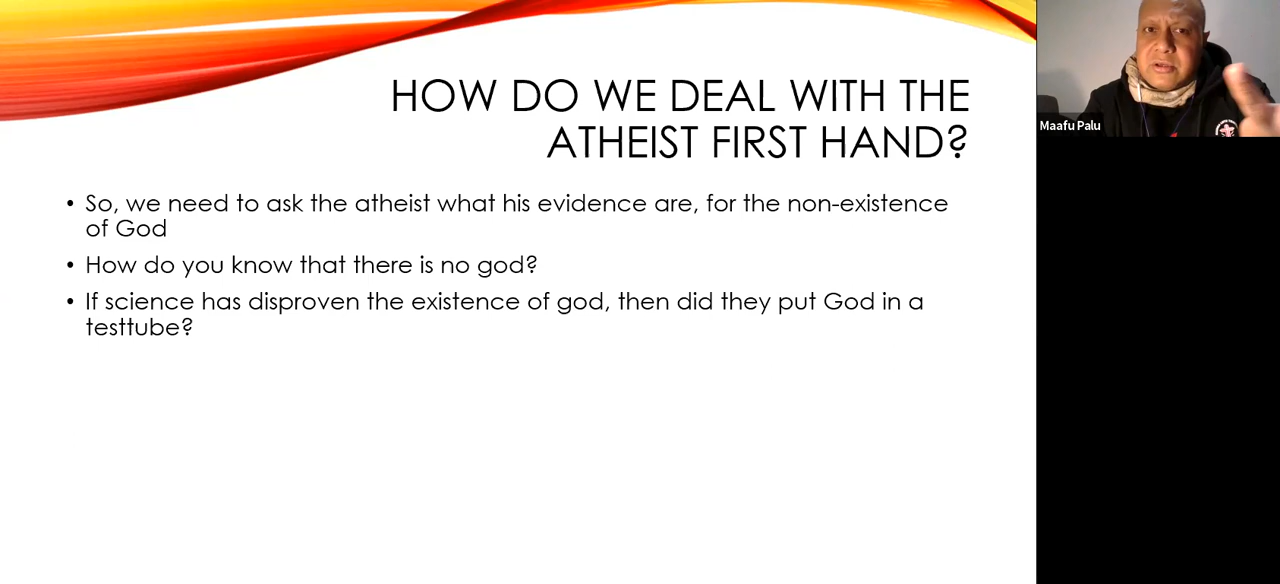 HOW DO WE DEAL WITH THE
ATHEIST FIRST HAND?
• So, we need to ask the atheist what his evidence are, for the non-existence
of God
• How do you know that there is no god?
• If science has disproven the existence of god, then did they put God in a
testtube?
Maafu Palu